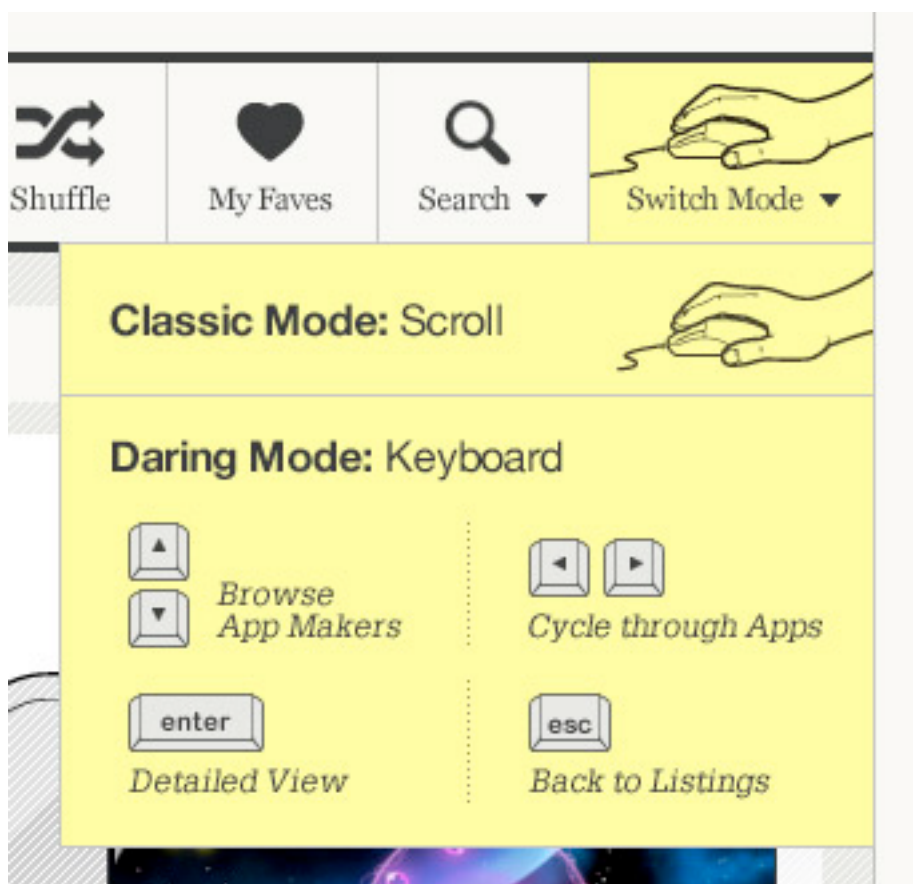 Shuffle
My Faves
Search
Switch Mode
Classic Mode: Scroll
Daring Mode: Keyboard
Browse
App Makers
Cycle through Apps
enter
Detailed View
esc
Back to Listings